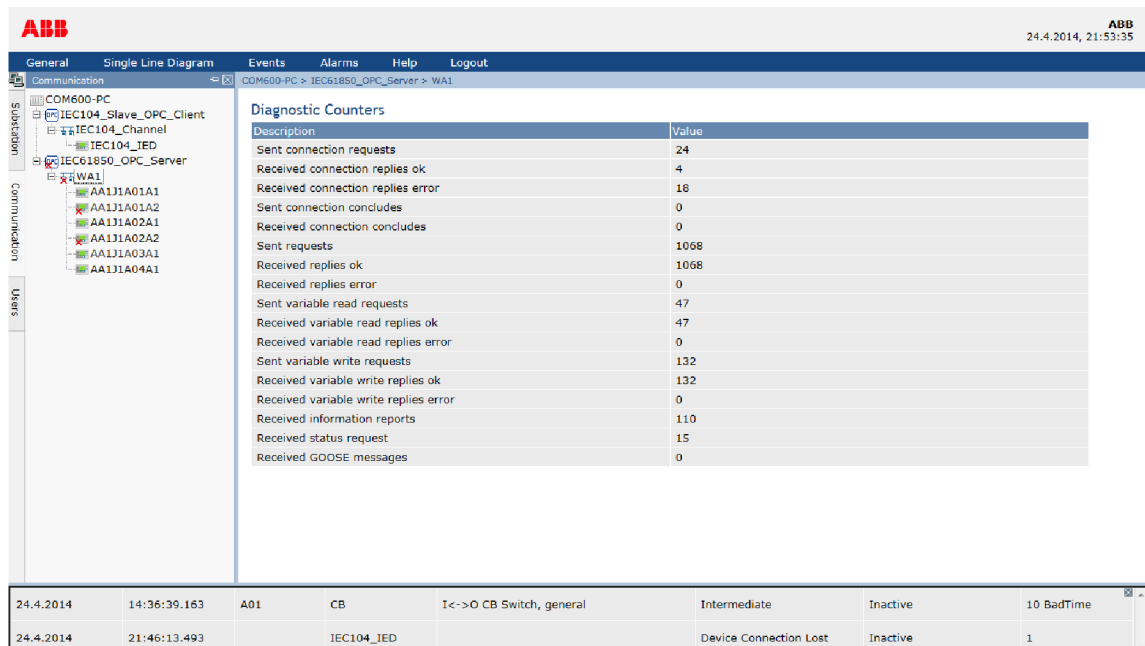 ABB
ABB
24.4.2014, 21:53:35
General Single Line Diagram Events Alarms Help Logout
Communication
COM600-PC > IEC61850_OPC_Server > WA1
Substation
Communication
Users
COM600-PC
IEC104_Slave_OPC_Client
IEC104_Channel
IEC104_IED
IEC61850_OPC_Server
WA1
AA1J1A01A1
AA1J1A01A2
AA1J1A02A1
AA1J1A02A2
AA1J1A03A1
AA1J1A04A1
Diagnostic Counters
Description Value
Sent connection requests 24
Received connection replies ok 4
Received connection replies error 18
Sent connection concludes 0
Received connection concludes 0
Sent requests 1068
Received replies ok 1068
Received replies error 0
Sent variable read requests 47
Received variable read replies ok 47
Received variable read replies error 0
Sent variable write requests 132
Received variable write replies ok 132
Received variable write replies error 0
Received information reports 110
Received status request 15
Received GOOSE messages 0
24.4.2014 14:36:39.163 A01 CB I<->O CB Switch, general Intermediate Inactive 10 BadTime
24.4.2014 21:46:13.493 IEC104_IED Device Connection Lost Inactive 1